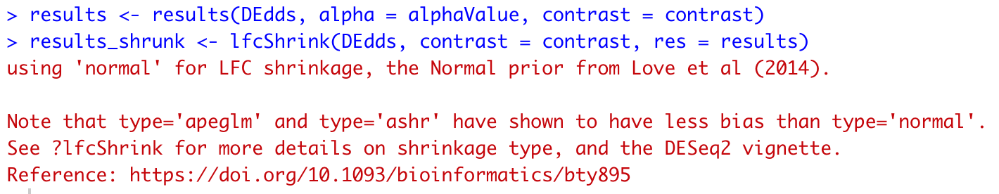 > results <- results(DEdds, alpha = alphaValue, contrast = contrast)
> results_shrunk <- lfcShrink(DEdds, contrast = contrast, res = results)
using 'normal' for LFC shrinkage, the Normal prior from Love et al (2014).
Note that type='apeglm' and type='ashr' have shown to have less bias than type='normal'.
See ?lfcShrink for more details on shrinkage type, and the DESeq2 vignette.
Reference: https://doi.org/10.1093/bioinformatics/bty895